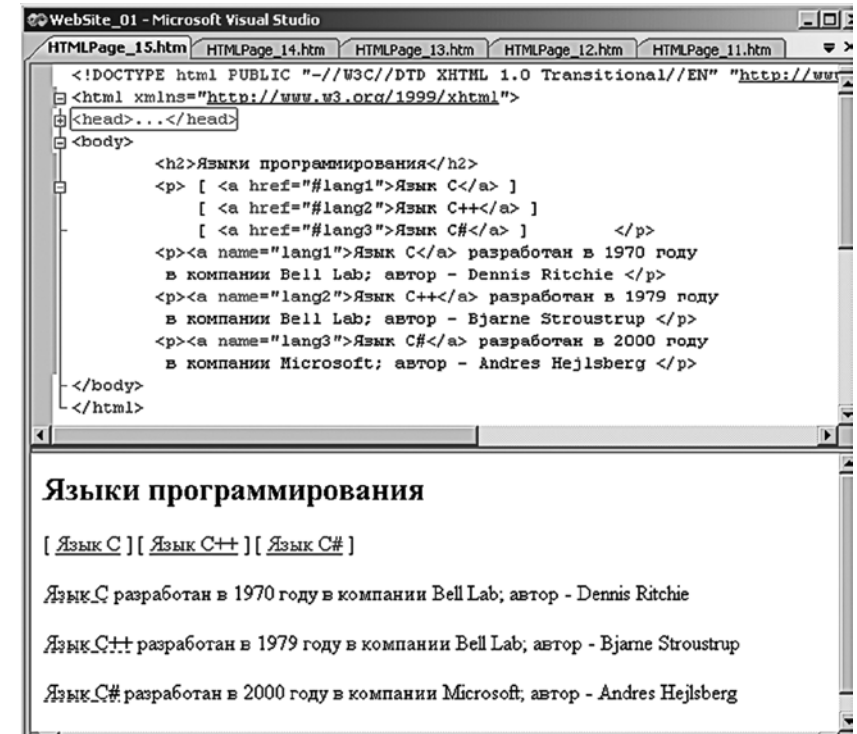 WebSite_01 - Microsoft Visual Studio
HTMLPage_15.htm HTMLPage_14.htm HTMLPage_13.htm HTMLPage_12.htm HTMLPage_11.htm
<!DOCTYPE html PUBLIC "-//W3C//DTD XHTML 1.0 Transitional//EN" "http://www
<html xmlns="http://www.w3.org/1999/xhtml">
<head>...</head>
<body>
<h2>Языки программирования</h2>
<p> [ <a href="#lang1">Язык C</a> ]
[ <a href="#lang2">Язык C++</a> ]
[ <a href="#lang3">Язык C#</a> ] </p>
<p><a name="lang1">Язык C</a> разработан в 1970 году
в компании Bell Lab; автор - Dennis Ritchie </p>
<p><a name="lang2">Язык C++</a> разработан в 1979 году
в компании Bell Lab; автор - Bjarne Stroustrup </p>
<p><a name="lang3">Язык C#</a> разработан в 2000 году
в компании Microsoft; автор - Andres Hejlsberg </p>
</body>
</html>
Языки программирования
[ Язык C ] [ Язык C++ ] [ Язык C# ]
Язык C разработан в 1970 году в компании Bell Lab; автор - Dennis Ritchie
Язык C++ разработан в 1979 году в компании Bell Lab; автор - Bjarne Stroustrup
Язык C# разработан в 2000 году в компании Microsoft; автор - Andres Hejlsberg